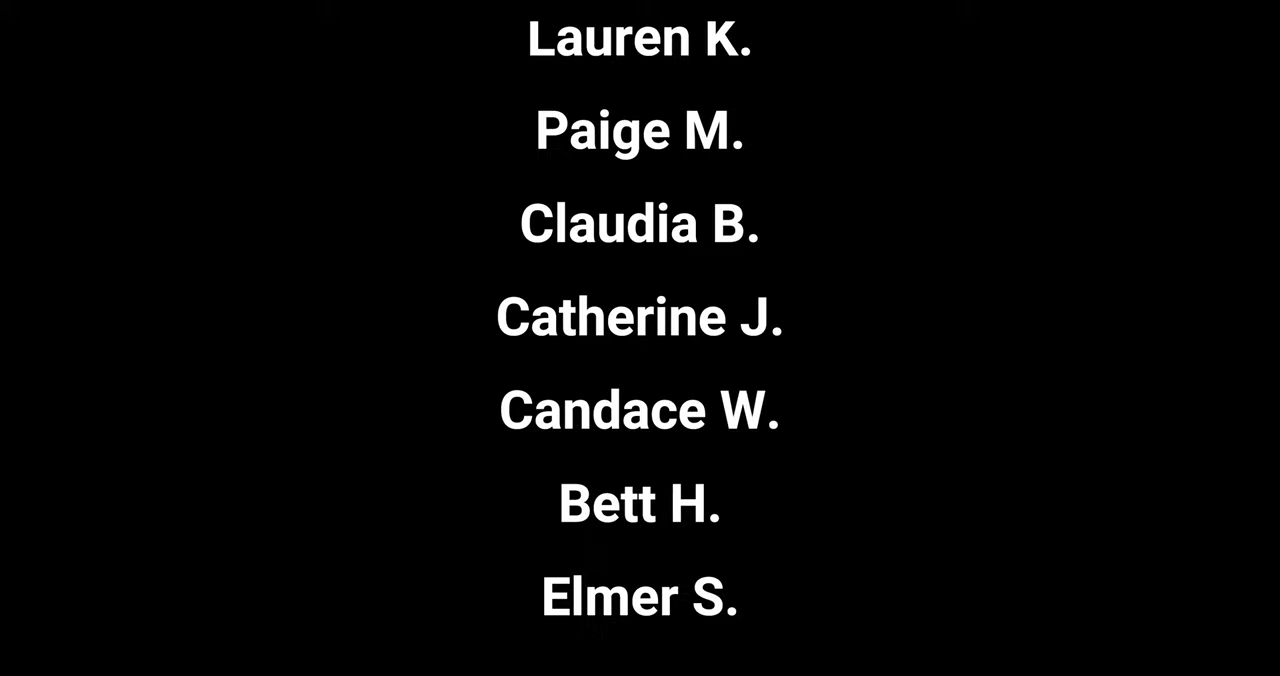 Lauren K.
Paige M.
Claudia B.
Catherine J.
Candace W.
Bett H.
Elmer S.